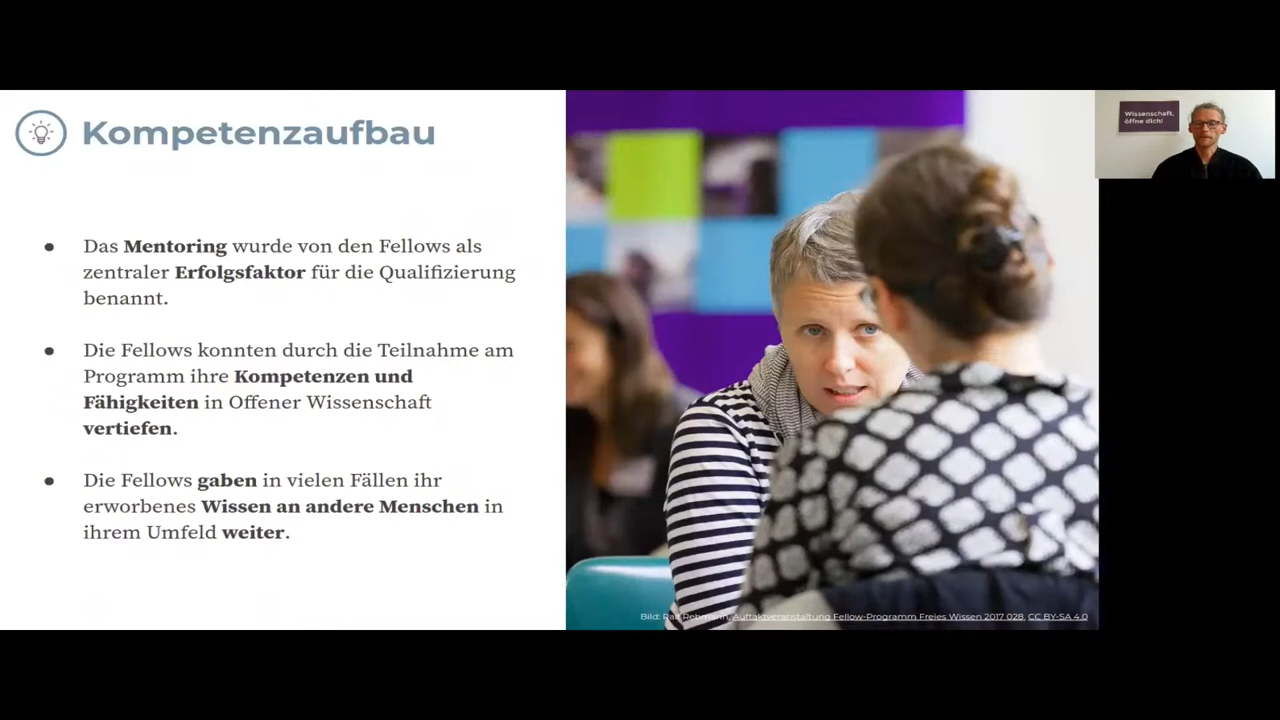 Kompetenzaufbau
● Das Mentoring wurde von den Fellows als
zentraler Erfolgsfaktor für die Qualifizierung
benannt.
● Die Fellows konnten durch die Teilnahme am
Programm ihre Kompetenzen und
Fähigkeiten in Offener Wissenschaft
vertiefen.
● Die Fellows gaben in vielen Fällen ihr
erworbenes Wissen an andere Menschen in
ihrem Umfeld weiter.
Wissenschaft,
öffne dich!
Bild: Ralf Rebmann, Auftaktveranstaltung Fellow-Programm Freies Wissen 2017 028, CC BY-SA 4.0